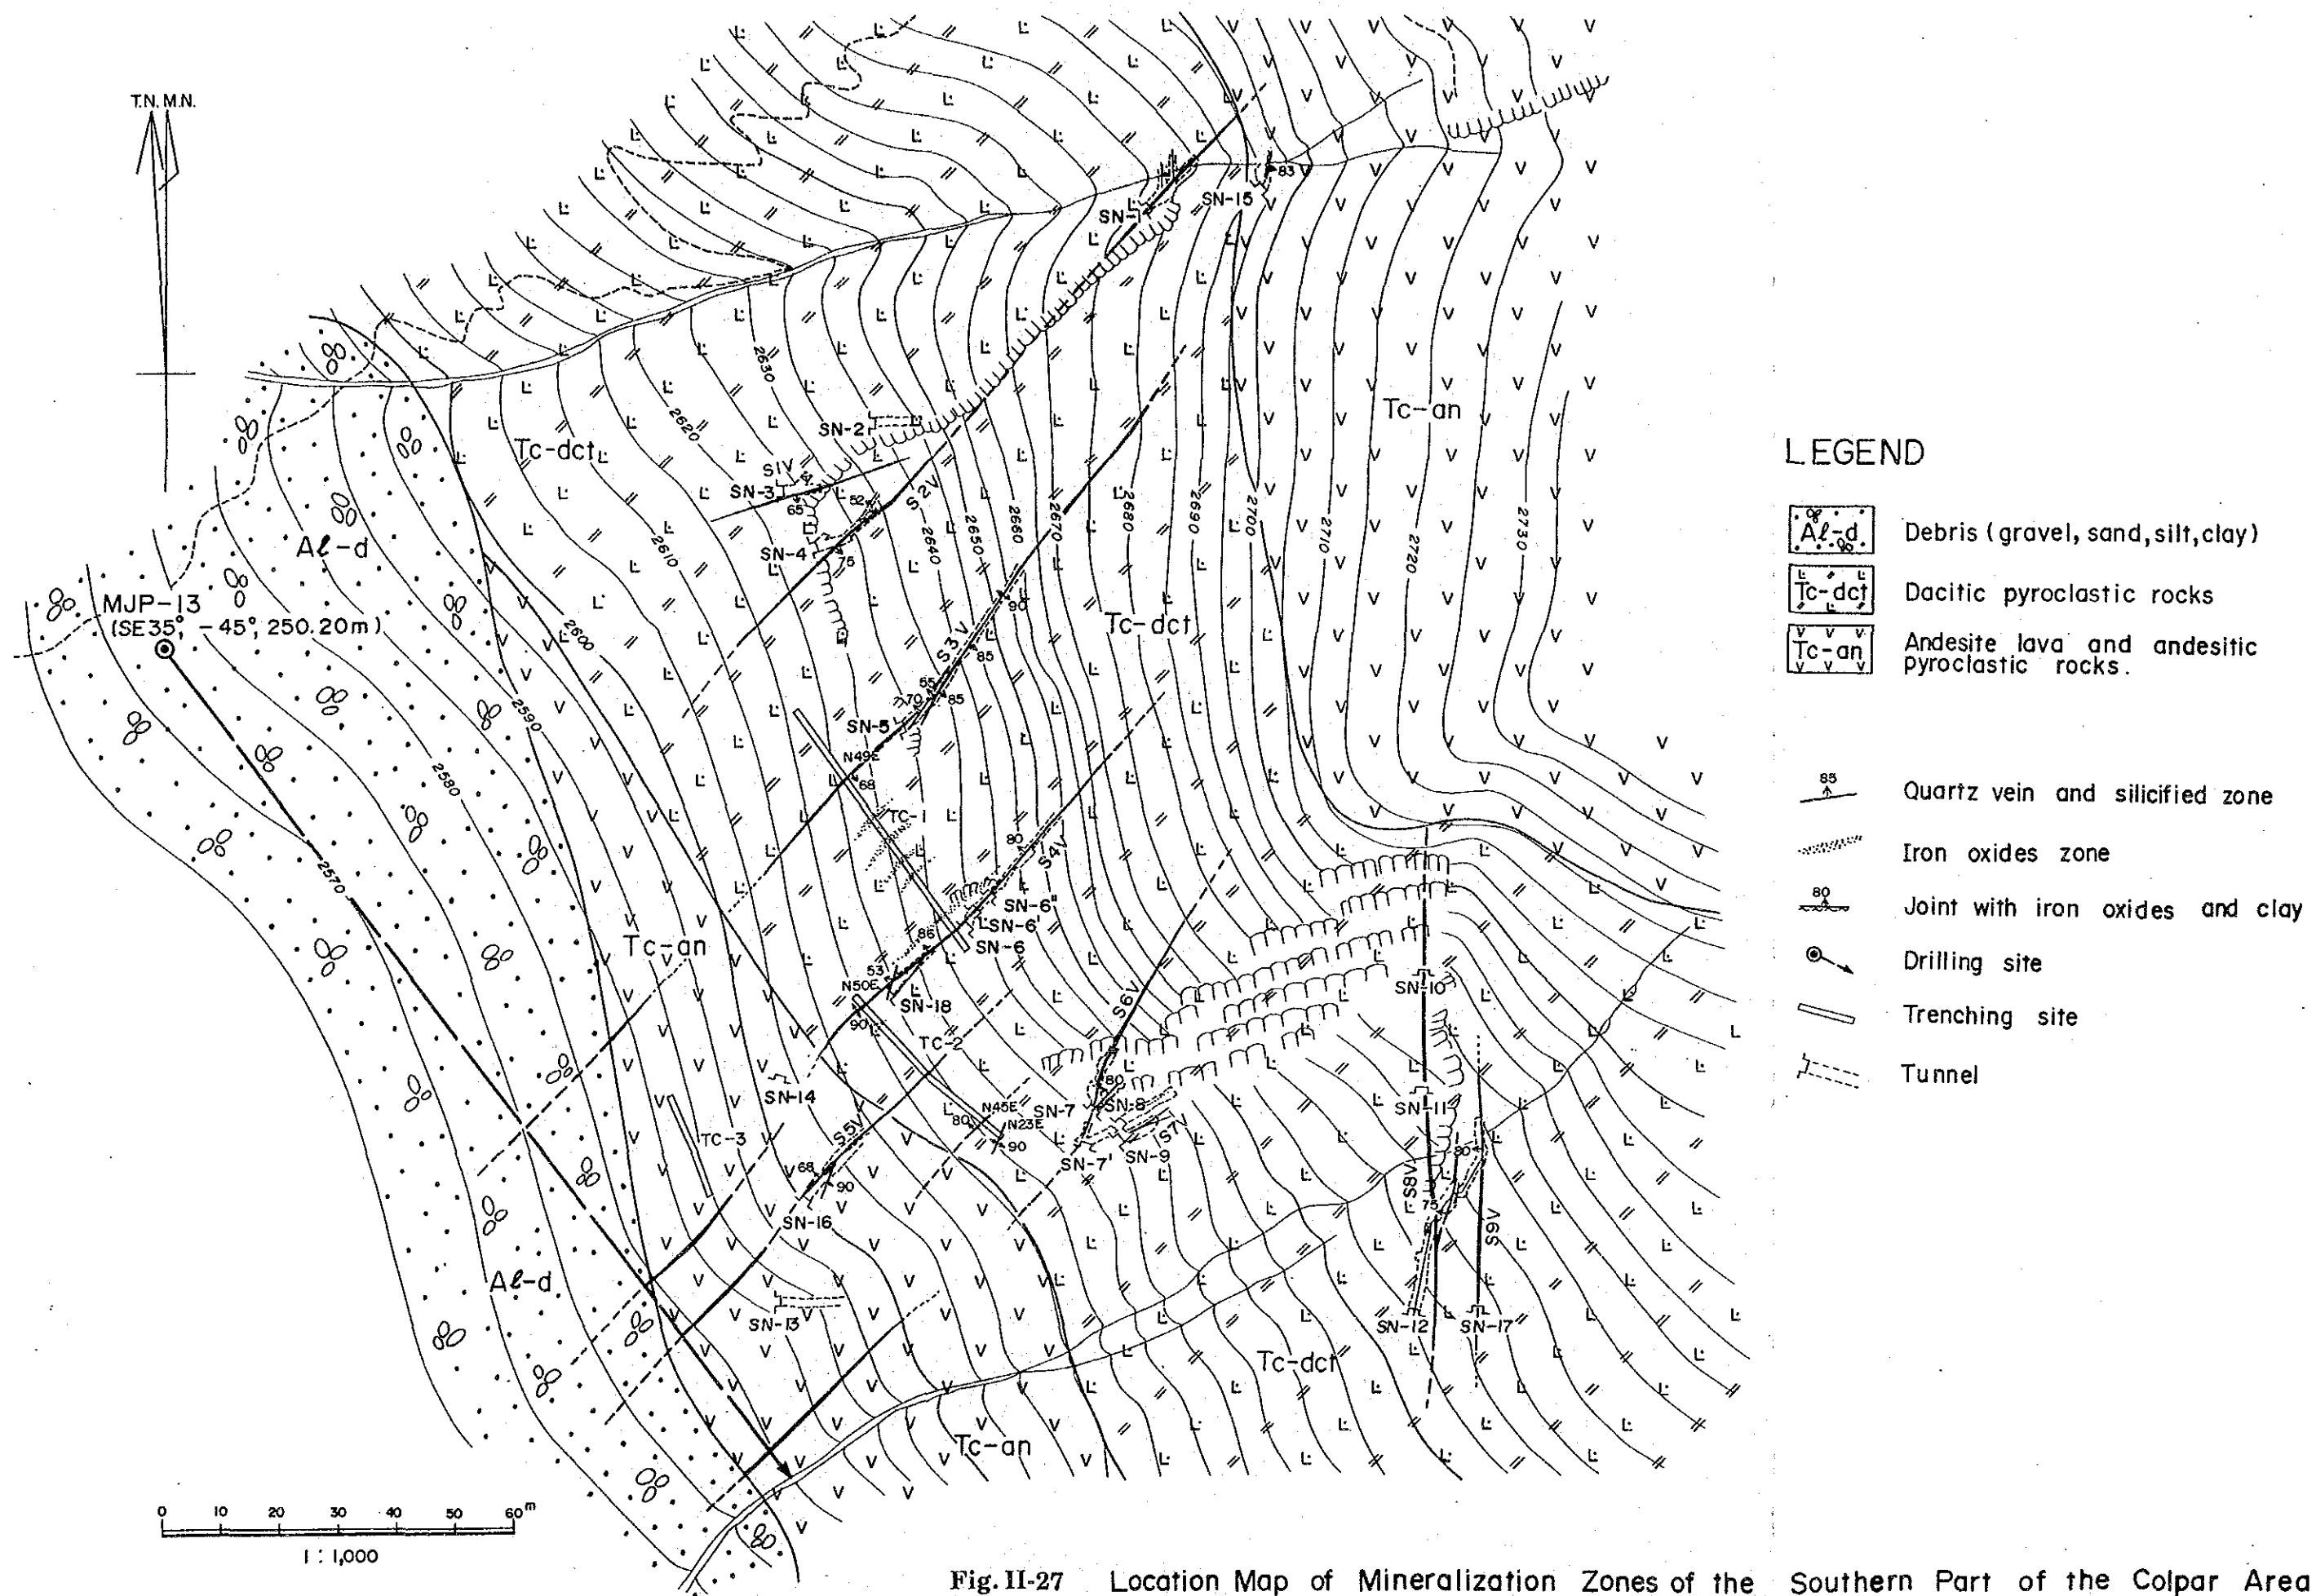 T.N. M.N.
SN-1
SN-15
83
2630
2620
Tc-an
SN-2
Tc-dct
S1V
SN-3
65
52
S2V
SN-4
75
2610
2640
2650
2660
2670
2680
2690
2700
2710
2720
2730
Al-d
MJP-13
(SE35°, -45°, 250.20m)
2600
90
Tc-dct
S3V
85
65
70
85
SN-5
2590
N49E
68
2580
TC-1
80
S4V
2570
SN-6"
SN-6'
SN-6
86
Tc-an
53
N50E
SN-18
90
SN-10
S6V
TC-2
SN-14
80
SN-7
SN-8
SN-11
N45E
80
N23E
90
TC-3
S5V
S7V
SN-7'
SN-9
80
68
90
S8V
75
SN-16
S9V
Al-d
SN-13
SN-12
SN-17
Tc-dct
Tc-an
0 10 20 30 40 50 60m
1 : 1,000
LEGEND
Al-d Debris (gravel, sand, silt, clay)
Tc-dct Dacitic pyroclastic rocks
Tc-an Andesite lava and andesitic
pyroclastic rocks.
85 Quartz vein and silicified zone
Iron oxides zone
80 Joint with iron oxides and clay
Drilling site
Trenching site
Tunnel
Fig. II-27 Location Map of Mineralization Zones of the Southern Part of the Colpar Area